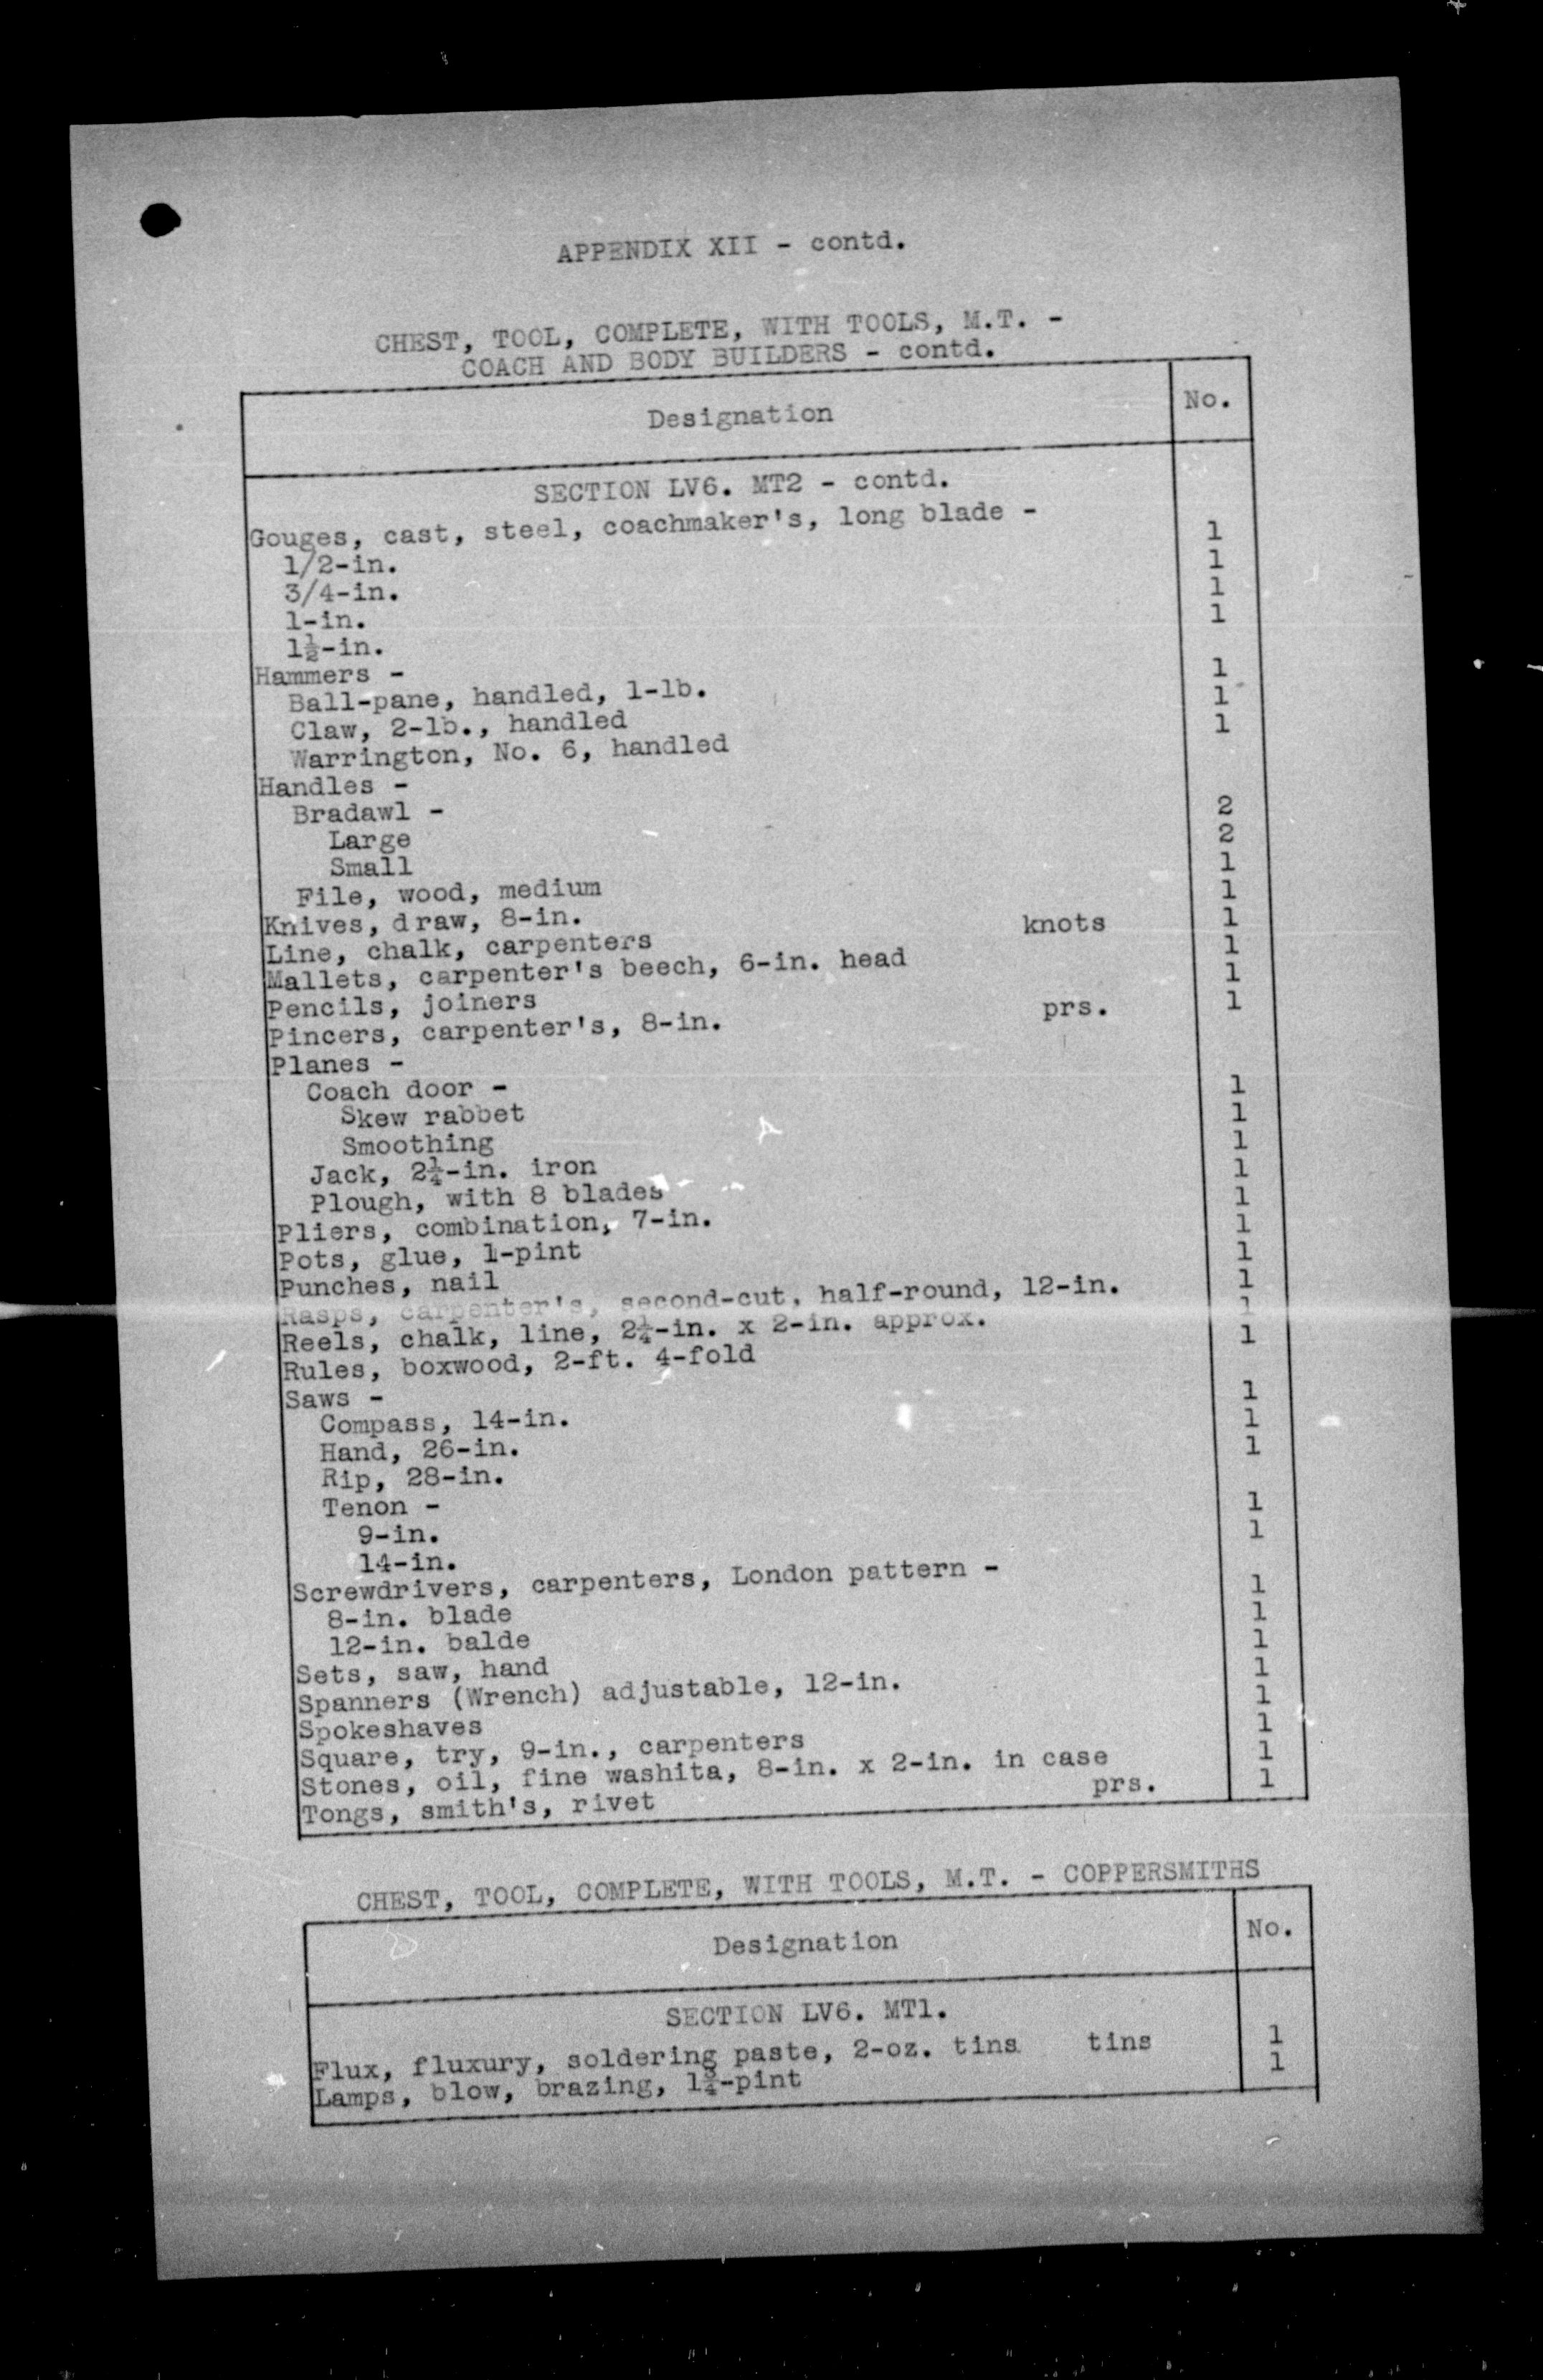 APPENDIX XII - contd.
CHEST, TOOL, COMPLETE, WITH TOOLS, M.T. -
COACH AND BODY BUILDERS - contd.
Designation No.
SECTION LV6. MT2 - contd.
Gouges, cast, steel, coachmaker's, long blade -
1/2-in. 1
3/4-in. 1
1-in. 1
1½-in. 1
Hammers -
Ball-pane, handled, 1-lb. 1
Claw, 2-lb., handled 1
Warrington, No. 6, handled 1
Handles -
Bradawl -
Large 2
Small 2
File, wood, medium 1
Knives, draw, 8-in. 1
Line, chalk, carpenters knots 1
Mallets, carpenter's beech, 6-in. head 1
Pencils, joiners 1
Pincers, carpenter's, 8-in. prs. 1
Planes -
Coach door -
Skew rabbet 1
Smoothing 1
Jack, 2¼-in. iron 1
Plough, with 8 blades 1
Pliers, combination, 7-in. 1
Pots, glue, 1-pint 1
Punches, nail 1
Rasps, carpenter's, second-cut, half-round, 12-in. 1
Reels, chalk, line, 2¼-in. x 2-in. approx. 1
Rules, boxwood, 2-ft. 4-fold 1
Saws -
Compass, 14-in. 1
Hand, 26-in. 1
Rip, 28-in. 1
Tenon -
9-in. 1
14-in. 1
Screwdrivers, carpenters, London pattern -
8-in. blade 1
12-in. balde 1
Sets, saw, hand 1
Spanners (Wrench) adjustable, 12-in. 1
Spokeshaves 1
Square, try, 9-in., carpenters 1
Stones, oil, fine washita, 8-in. x 2-in. in case 1
Tongs, smith's, rivet prs. 1
CHEST, TOOL, COMPLETE, WITH TOOLS, M.T. - COPPERSMITHS
Designation No.
SECTION LV6. MT1.
Flux, fluxury, soldering paste, 2-oz. tins tins 1
Lamps, blow, brazing, 1¾-pint 1